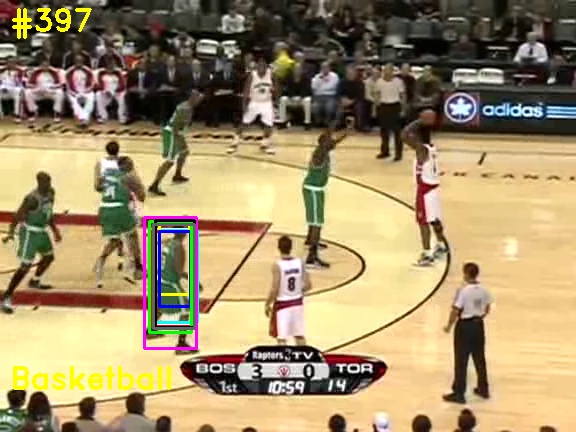 #397
adidas
8
Basketball
Raptors TV
BOS 3 0 TOR
1st 10:59 14